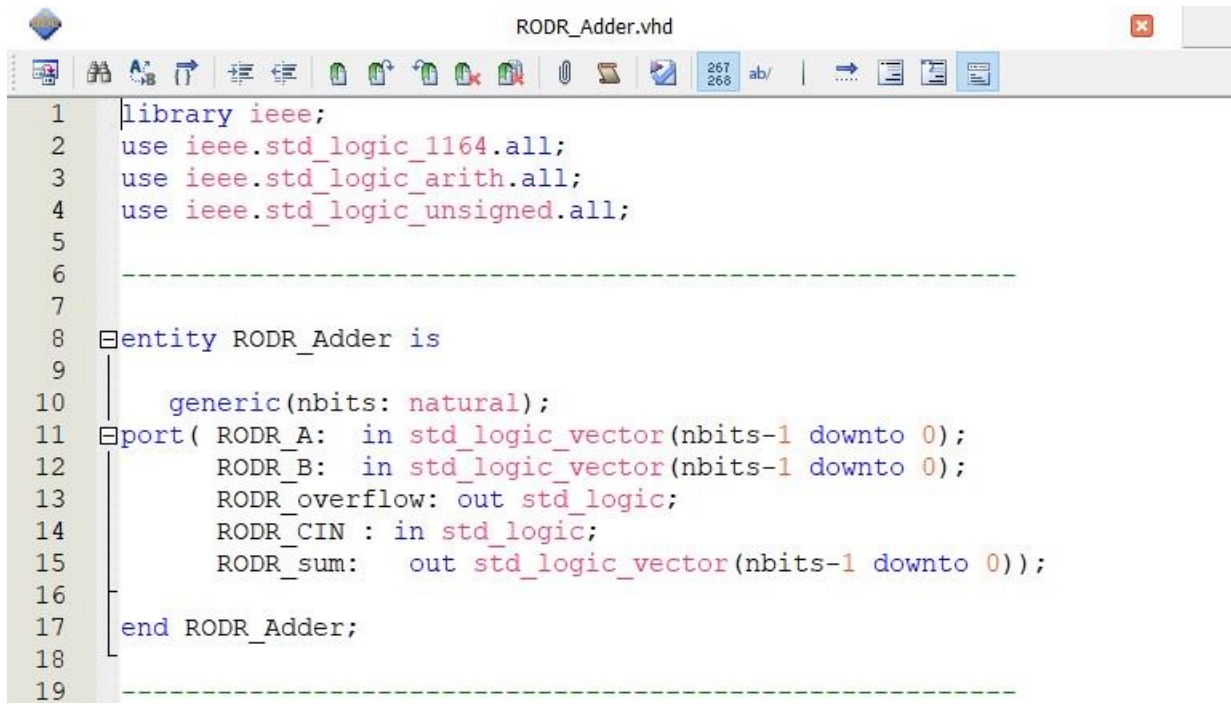 RODR_Adder.vhd
267
268 ab/
1 library ieee;
2 use ieee.std_logic_1164.all;
3 use ieee.std_logic_arith.all;
4 use ieee.std_logic_unsigned.all;
5
6 --------------------------------------------------------
7
8 entity RODR_Adder is
9
10 generic(nbits: natural);
11 port( RODR_A: in std_logic_vector(nbits-1 downto 0);
12 RODR_B: in std_logic_vector(nbits-1 downto 0);
13 RODR_overflow: out std_logic;
14 RODR_CIN : in std_logic;
15 RODR_sum: out std_logic_vector(nbits-1 downto 0));
16
17 end RODR_Adder;
18
19 --------------------------------------------------------